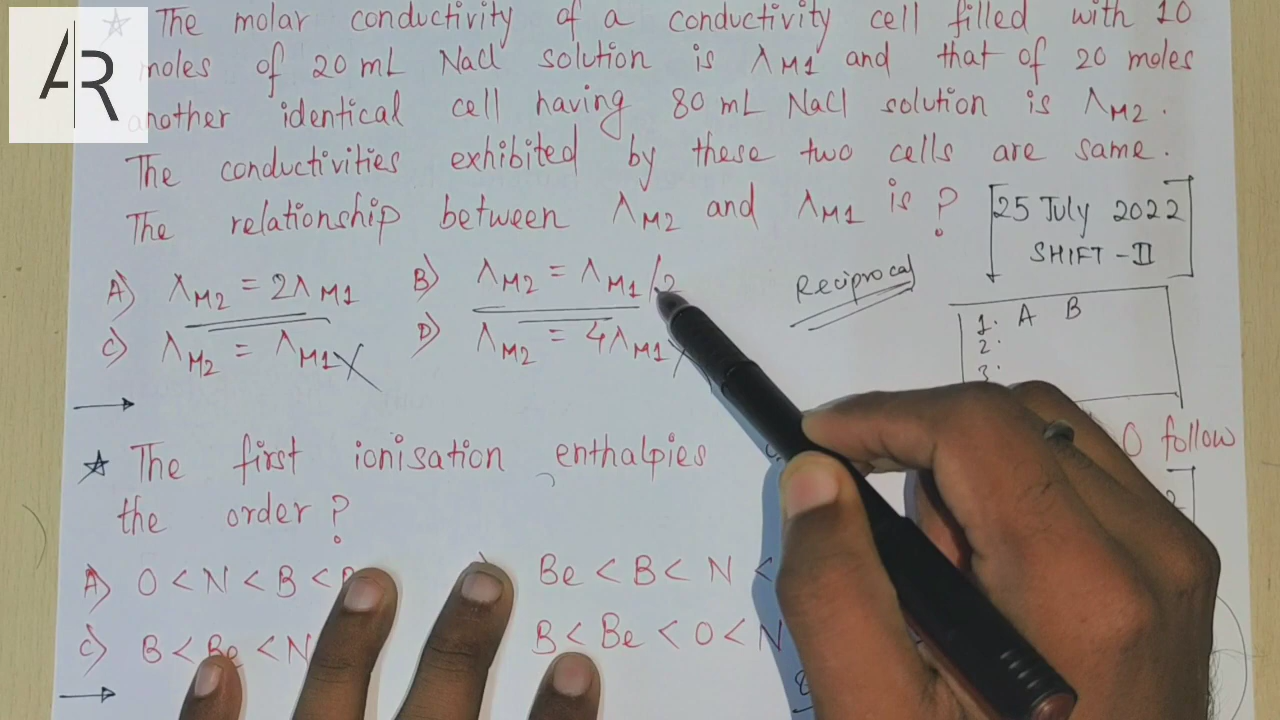 AR
The molar conductivity of a conductivity cell filled with 10
moles of 20 mL NaCl solution is λM1 and that of 20 moles
another identical cell having 80 mL NaCl solution is ΛM2.
The conductivities exhibited by these two cells are same.
The relationship between λM2 and λM1 is ?
[25 July 2022
SHIFT - II]
A) λM2 = 2λM1 B) λM2 = λM1/2
Reciprocal
C) λM2 = λM1 X D) λM2 = 4λM1 X
1. A B
2.
3.
→
☆ The first ionisation enthalpies O follow
the order ?
A) O < N < B < Be < B < N <
C) B < Be < N B < Be < O < N
→